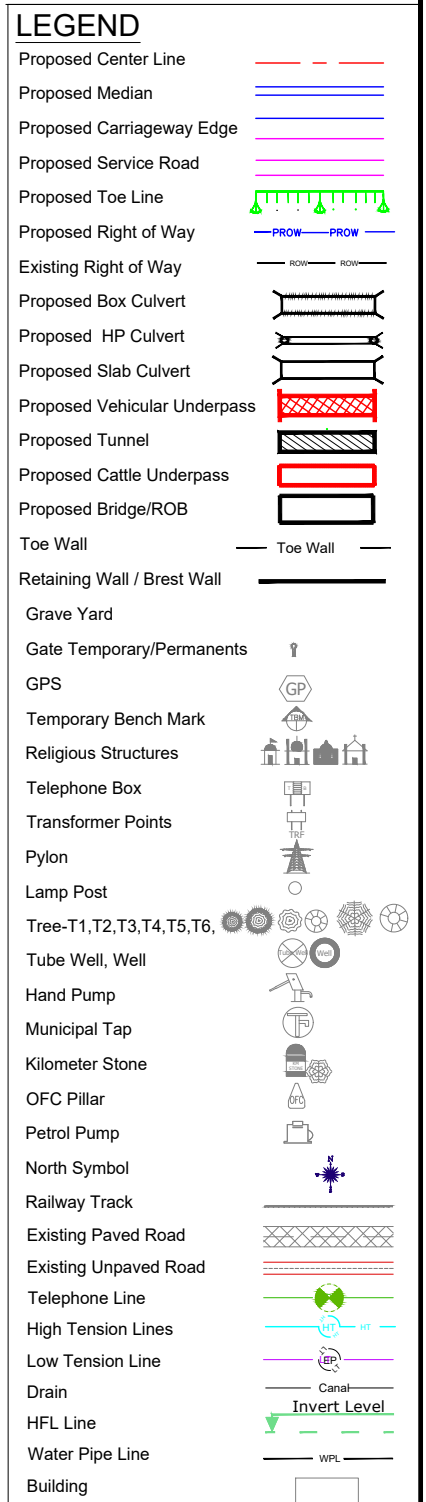 LEGEND
Proposed Center Line
Proposed Median
Proposed Carriageway Edge
Proposed Service Road
Proposed Toe Line
Proposed Right of Way PROW PROW
Existing Right of Way ROW ROW
Proposed Box Culvert
Proposed HP Culvert
Proposed Slab Culvert
Proposed Vehicular Underpass
Proposed Tunnel
Proposed Cattle Underpass
Proposed Bridge/ROB
Toe Wall Toe Wall
Retaining Wall / Brest Wall
Grave Yard
Gate Temporary/Permanents
GPS GP
Temporary Bench Mark TBM
Religious Structures
Telephone Box
Transformer Points TRF
Pylon
Lamp Post
Tree-T1,T2,T3,T4,T5,T6,
Tube Well, Well Tube Well Well
Hand Pump
Municipal Tap
Kilometer Stone KM STONE
OFC Pillar OFC
Petrol Pump
North Symbol N
Railway Track
Existing Paved Road
Existing Unpaved Road
Telephone Line
High Tension Lines HT HT
Low Tension Line EP
Drain Canal
HFL Line Invert Level
Water Pipe Line WPL
Building